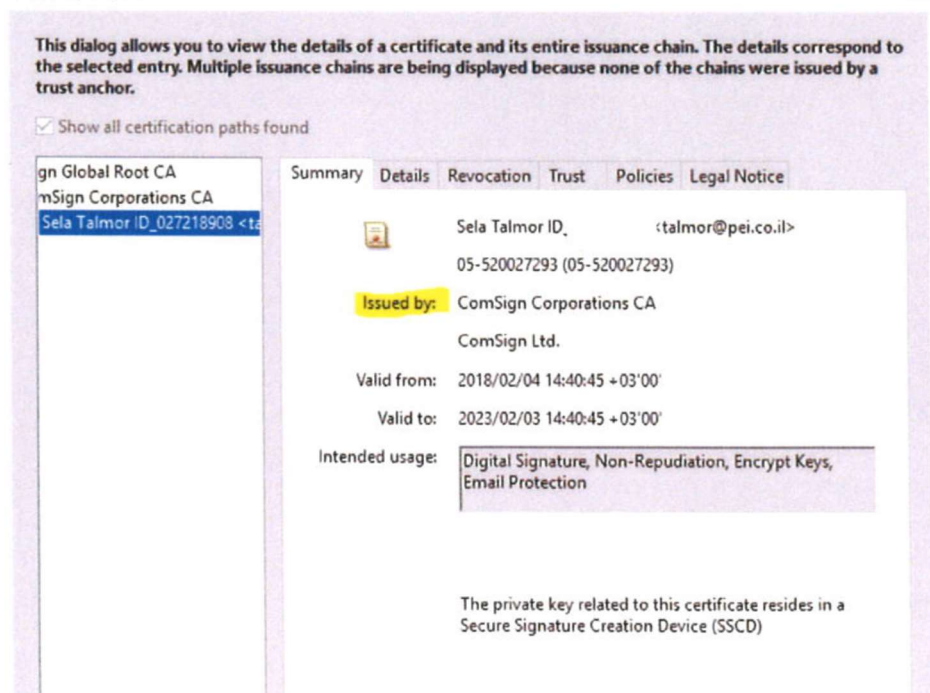 This dialog allows you to view the details of a certificate and its entire issuance chain. The details correspond to
the selected entry. Multiple issuance chains are being displayed because none of the chains were issued by a
trust anchor.
Show all certification paths found
gn Global Root CA
mSign Corporations CA
Sela Talmor ID_027218908 <ta
Summary Details Revocation Trust Policies Legal Notice
Sela Talmor ID_ <talmor@pei.co.il>
05-520027293 (05-520027293)
Issued by: ComSign Corporations CA
ComSign Ltd.
Valid from: 2018/02/04 14:40:45 +03'00'
Valid to: 2023/02/03 14:40:45 +03'00'
Intended usage: Digital Signature, Non-Repudiation, Encrypt Keys,
Email Protection
The private key related to this certificate resides in a
Secure Signature Creation Device (SSCD)